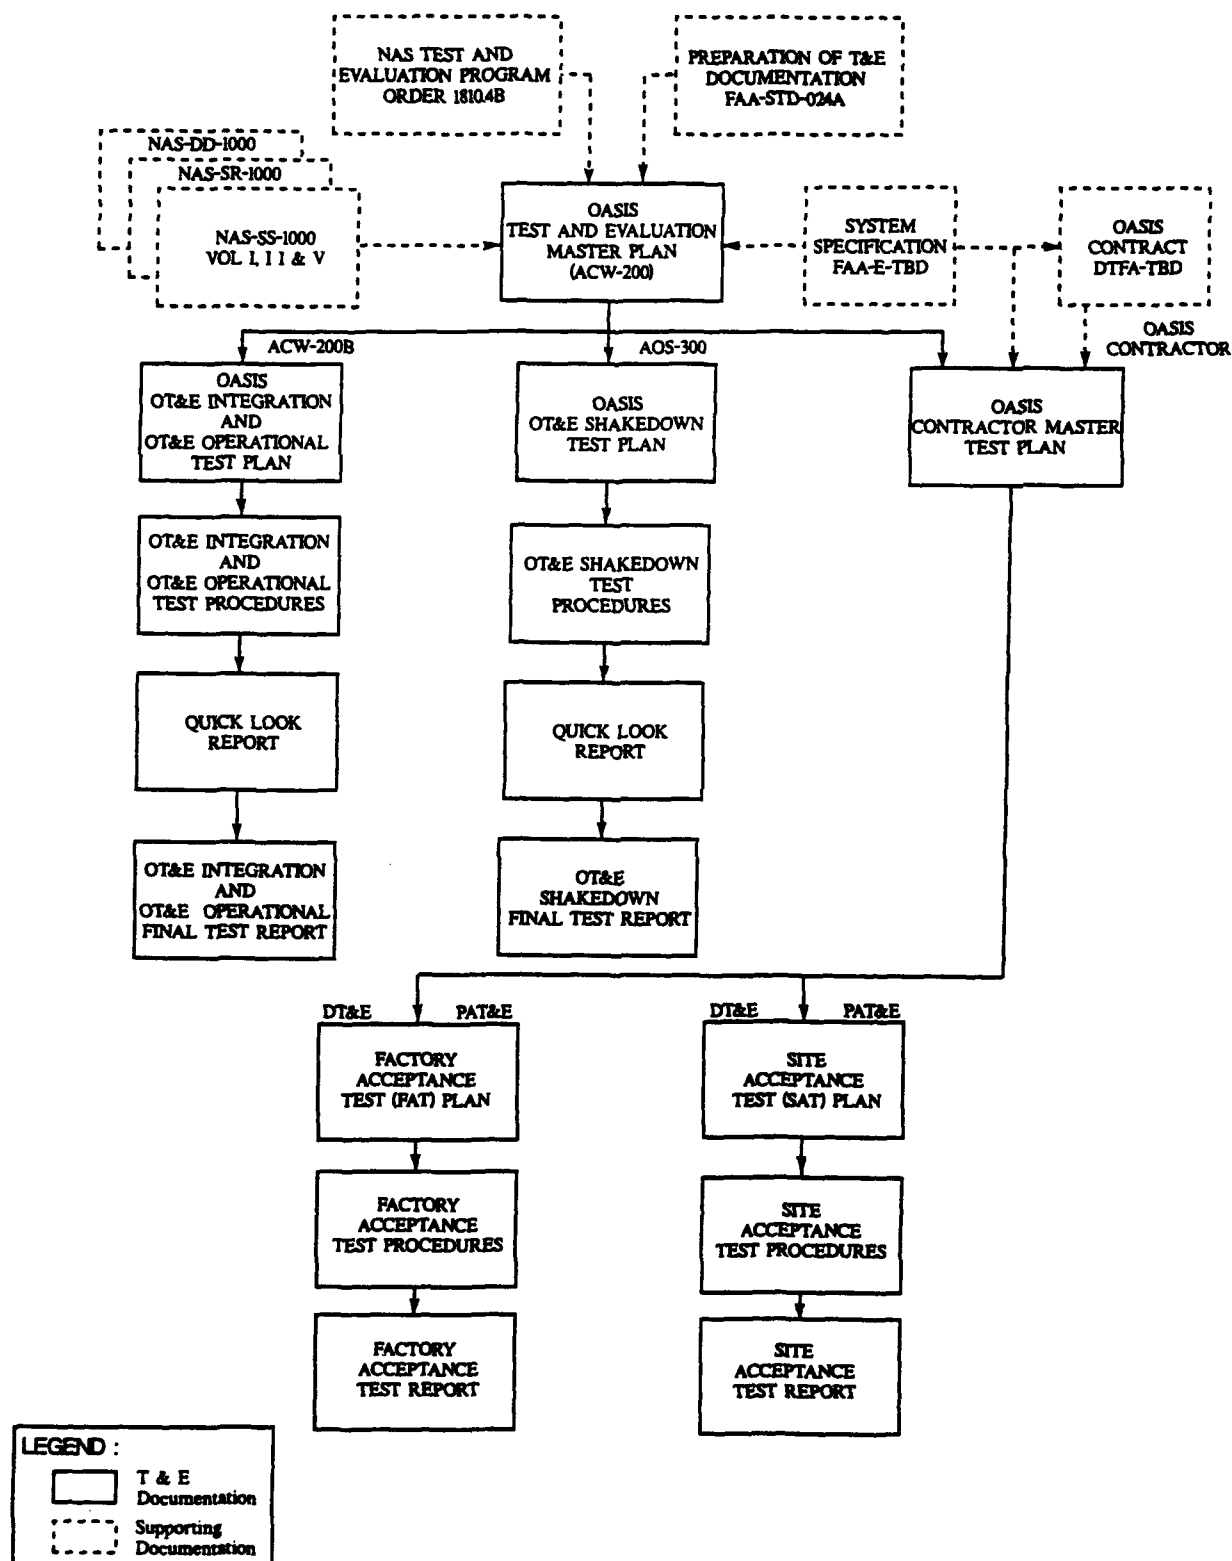 NAS TEST AND
EVALUATION PROGRAM
ORDER 1810.4B
PREPARATION OF T&E
DOCUMENTATION
FAA-STD-024A
NAS-DD-1000
NAS-SR-1000
NAS-SS-1000
VOL I, I I & V
OASIS
TEST AND EVALUATION
MASTER PLAN
(ACW-200)
SYSTEM
SPECIFICATION
FAA-E-TBD
OASIS
CONTRACT
DTFA-TBD
OASIS
CONTRACTOR
ACW-200B
AOS-300
OASIS
OT&E INTEGRATION
AND
OT&E OPERATIONAL
TEST PLAN
OASIS
OT&E SHAKEDOWN
TEST PLAN
OASIS
CONTRACTOR MASTER
TEST PLAN
OT&E INTEGRATION
AND
OT&E OPERATIONAL
TEST PROCEDURES
OT&E SHAKEDOWN
TEST
PROCEDURES
QUICK LOOK
REPORT
QUICK LOOK
REPORT
OT&E INTEGRATION
AND
OT&E OPERATIONAL
FINAL TEST REPORT
OT&E
SHAKEDOWN
FINAL TEST REPORT
DT&E PAT&E
DT&E PAT&E
FACTORY
ACCEPTANCE
TEST (FAT) PLAN
SITE
ACCEPTANCE
TEST (SAT) PLAN
FACTORY
ACCEPTANCE
TEST PROCEDURES
SITE
ACCEPTANCE
TEST PROCEDURES
FACTORY
ACCEPTANCE
TEST REPORT
SITE
ACCEPTANCE
TEST REPORT
LEGEND :
T & E
Documentation
Supporting
Documentation